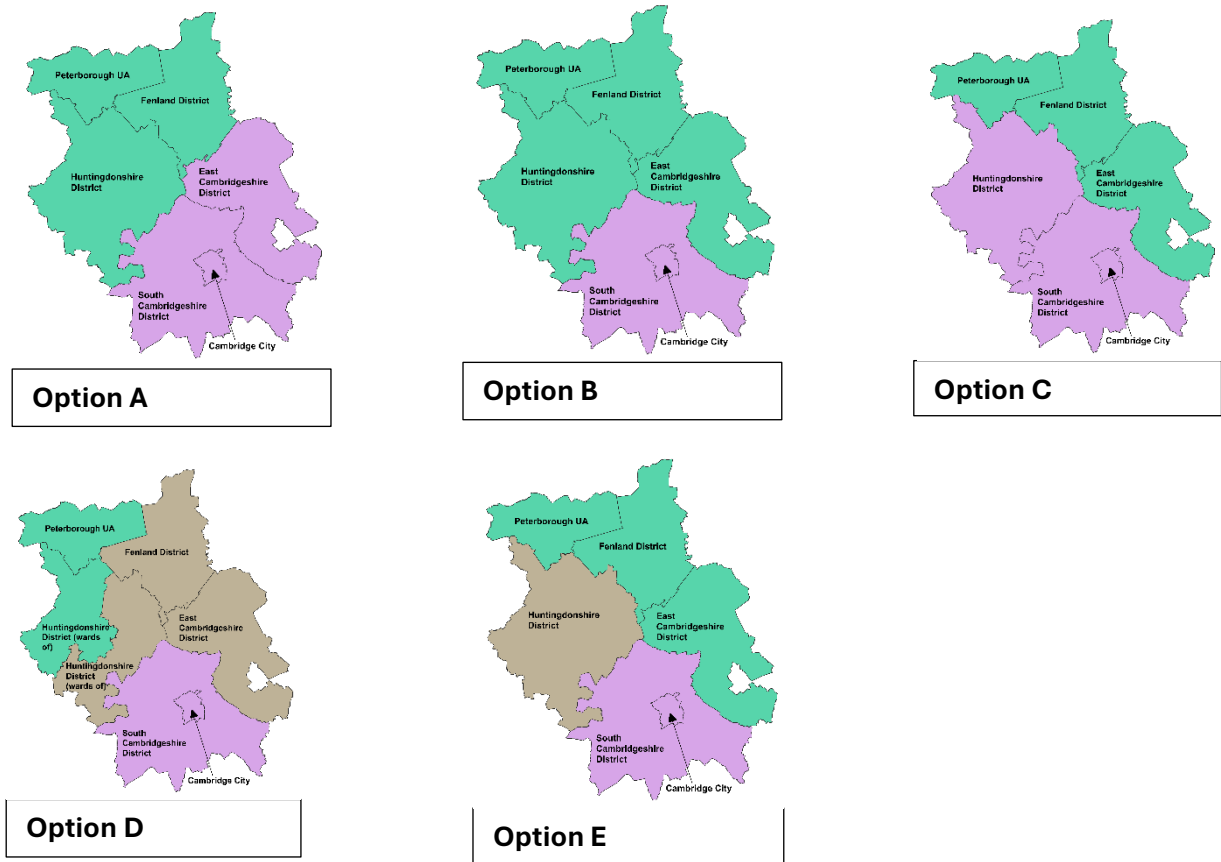 Peterborough UA
Fenland District
Huntingdonshire
District
East
Cambridgeshire
District
South
Cambridgeshire
District
Cambridge City
Option A
Peterborough UA
Fenland District
Huntingdonshire
District
East
Cambridgeshire
District
South
Cambridgeshire
District
Cambridge City
Option B
Peterborough UA
Fenland District
Huntingdonshire
District
East
Cambridgeshire
District
South
Cambridgeshire
District
Cambridge City
Option C
Peterborough UA
Fenland District
Huntingdonshire
District (wards
of)
East
Cambridgeshire
District
Huntingdonshire
District
(wards of)
South
Cambridgeshire
District
Cambridge City
Option D
Peterborough UA
Fenland District
Huntingdonshire
District
East
Cambridgeshire
District
South
Cambridgeshire
District
Cambridge City
Option E